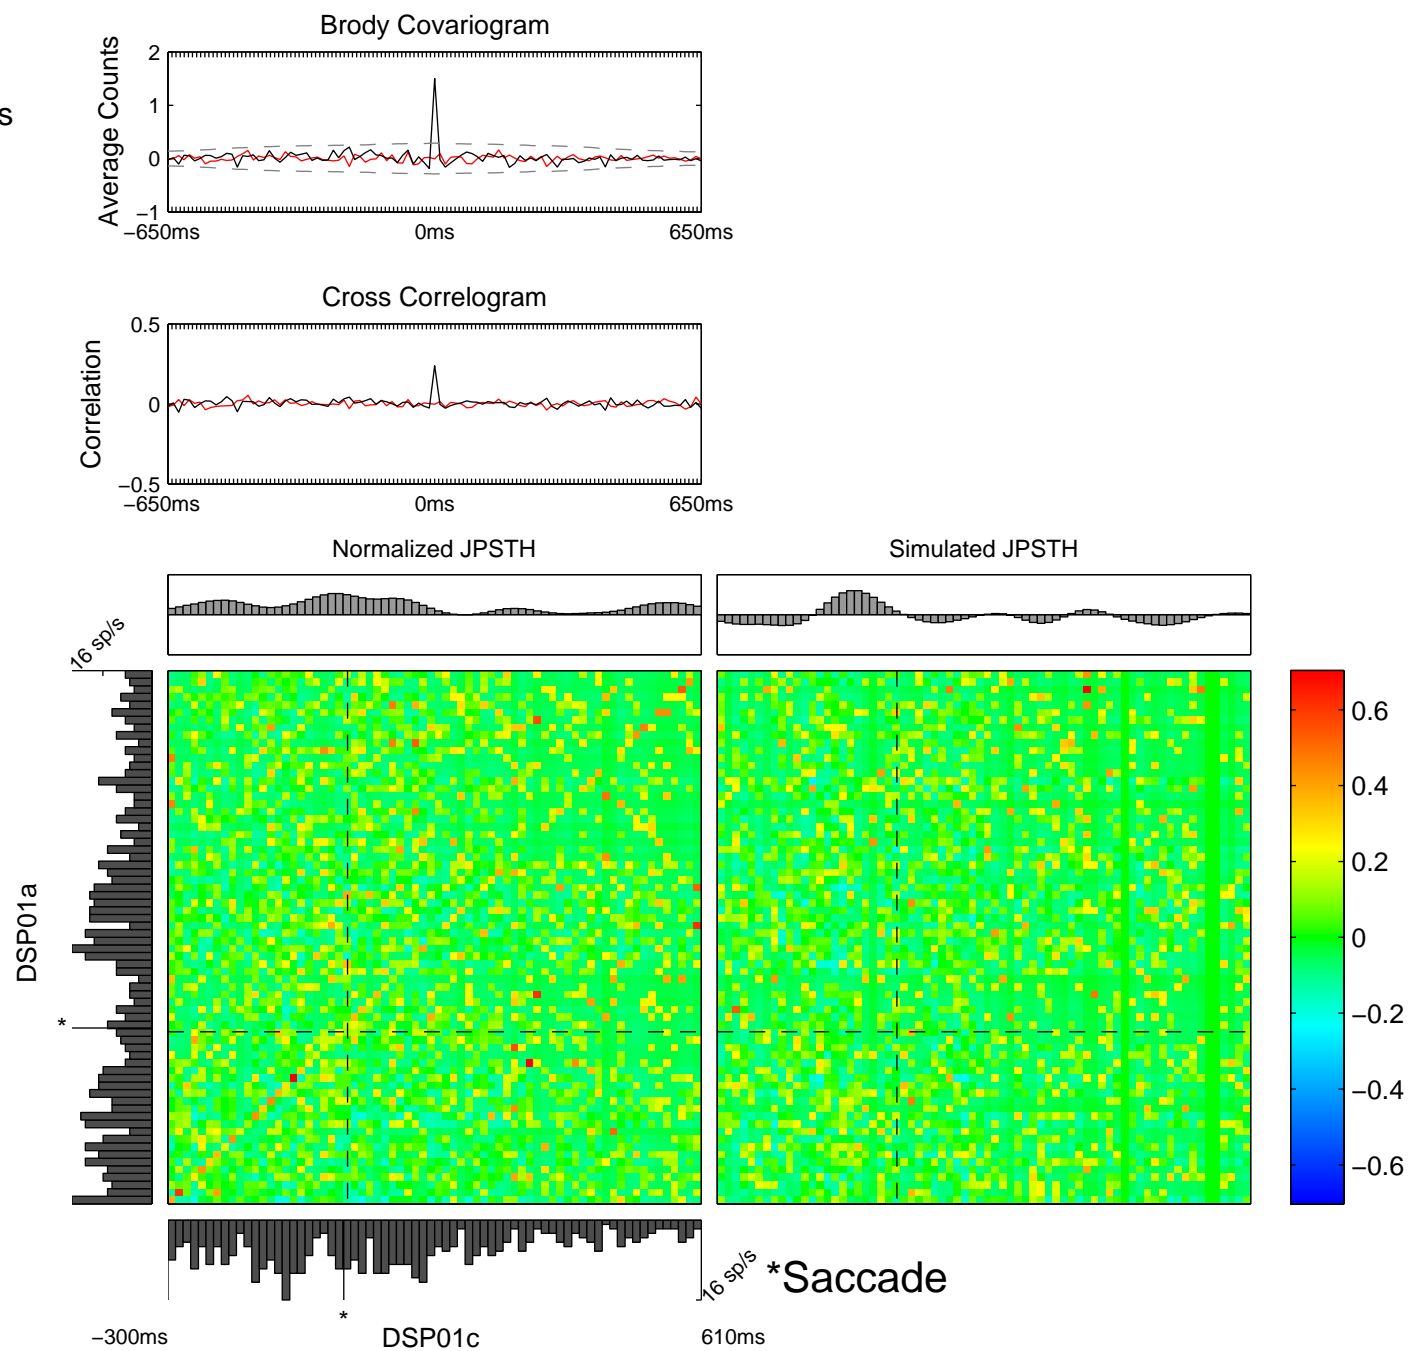 Brody Covariogram
Average Counts
2
1
0
−1
−650ms
0ms
650ms
s
Cross Correlogram
Correlation
0.5
0
−0.5
−650ms
0ms
650ms
Normalized JPSTH
Simulated JPSTH
16 sp/s
DSP01a
*
0.6
0.4
0.2
0
−0.2
−0.4
−0.6
16 sp/s
*Saccade
*
−300ms
DSP01c
610ms